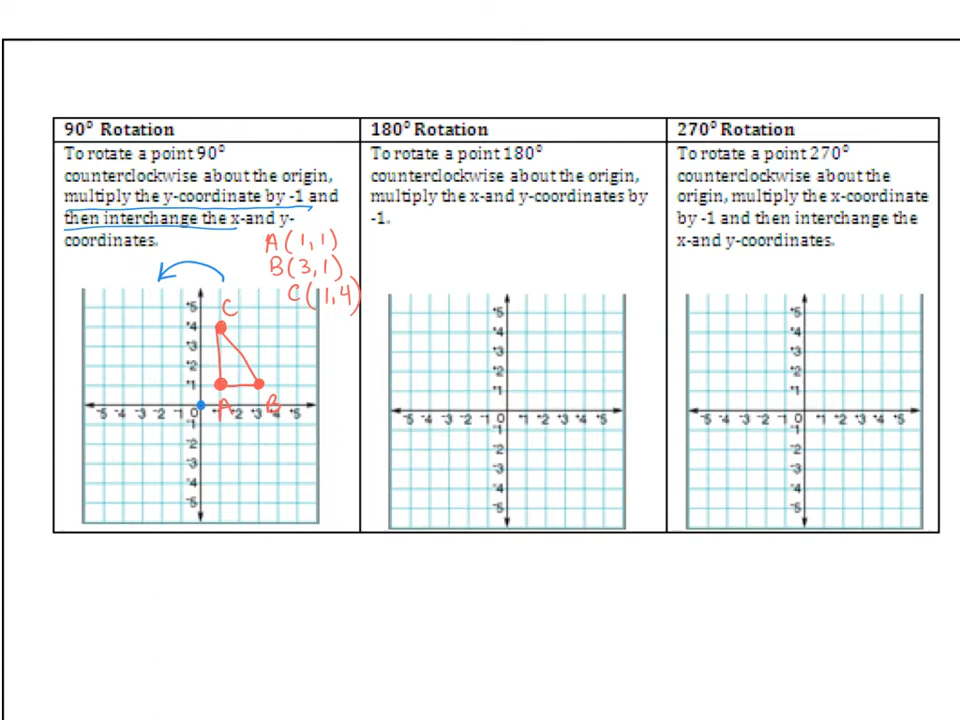 90⁰ Rotation
To rotate a point 90⁰
counterclockwise about the origin,
multiply the y-coordinate by -1 and
then interchange the x-and y-
coordinates.
A(1,1)
B(3,1)
C(1,4)
C
A
B
+5
+4
+3
+2
+1
-5 -4 -3 -2 -1 0 +1 +2 +3 +4 +5
-1
-2
-3
-4
-5
180⁰ Rotation
To rotate a point 180⁰
counterclockwise about the origin,
multiply the x-and y-coordinates by
-1.
+5
+4
+3
+2
+1
-5 -4 -3 -2 -1 0 +1 +2 +3 +4 +5
-1
-2
-3
-4
-5
270⁰ Rotation
To rotate a point 270⁰
counterclockwise about the
origin, multiply the x-coordinate
by -1 and then interchange the
x-and y-coordinates.
+5
+4
+3
+2
+1
-5 -4 -3 -2 -1 0 +1 +2 +3 +4 +5
-1
-2
-3
-4
-5